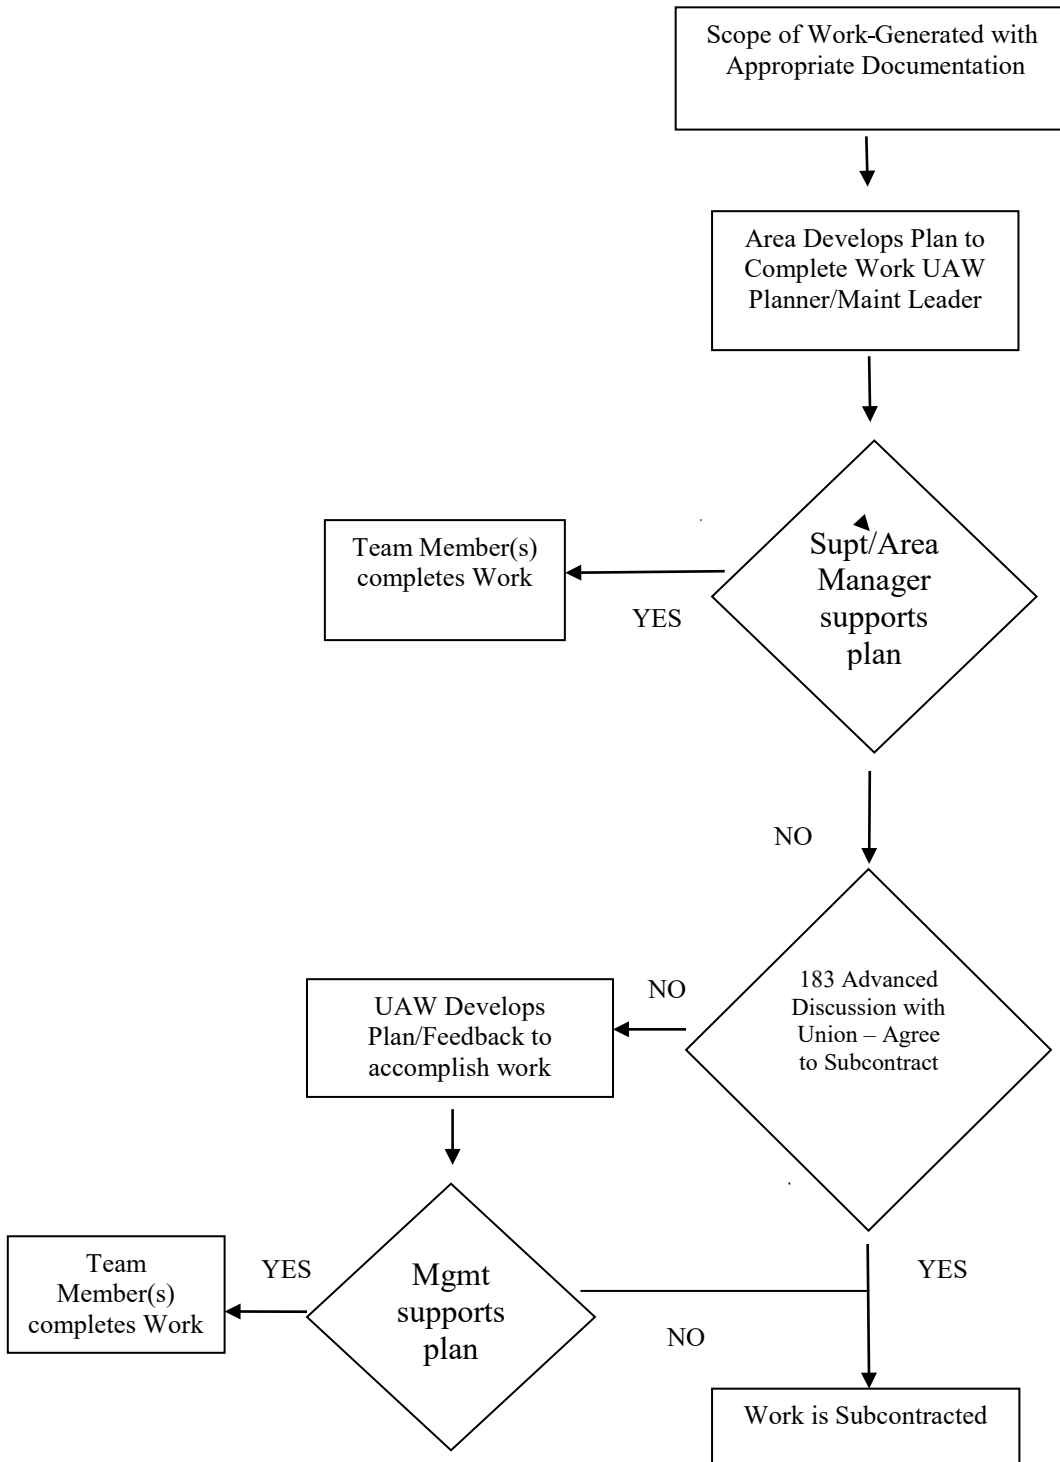 Scope of Work-Generated with
Appropriate Documentation
Area Develops Plan to
Complete Work UAW
Planner/Maint Leader
Supt/Area
Manager
supports
plan
Team Member(s)
completes Work
YES
NO
183 Advanced
Discussion with
Union – Agree
to Subcontract
NO
UAW Develops
Plan/Feedback to
accomplish work
Mgmt
supports
plan
YES
Team
Member(s)
completes Work
NO
YES
Work is Subcontracted